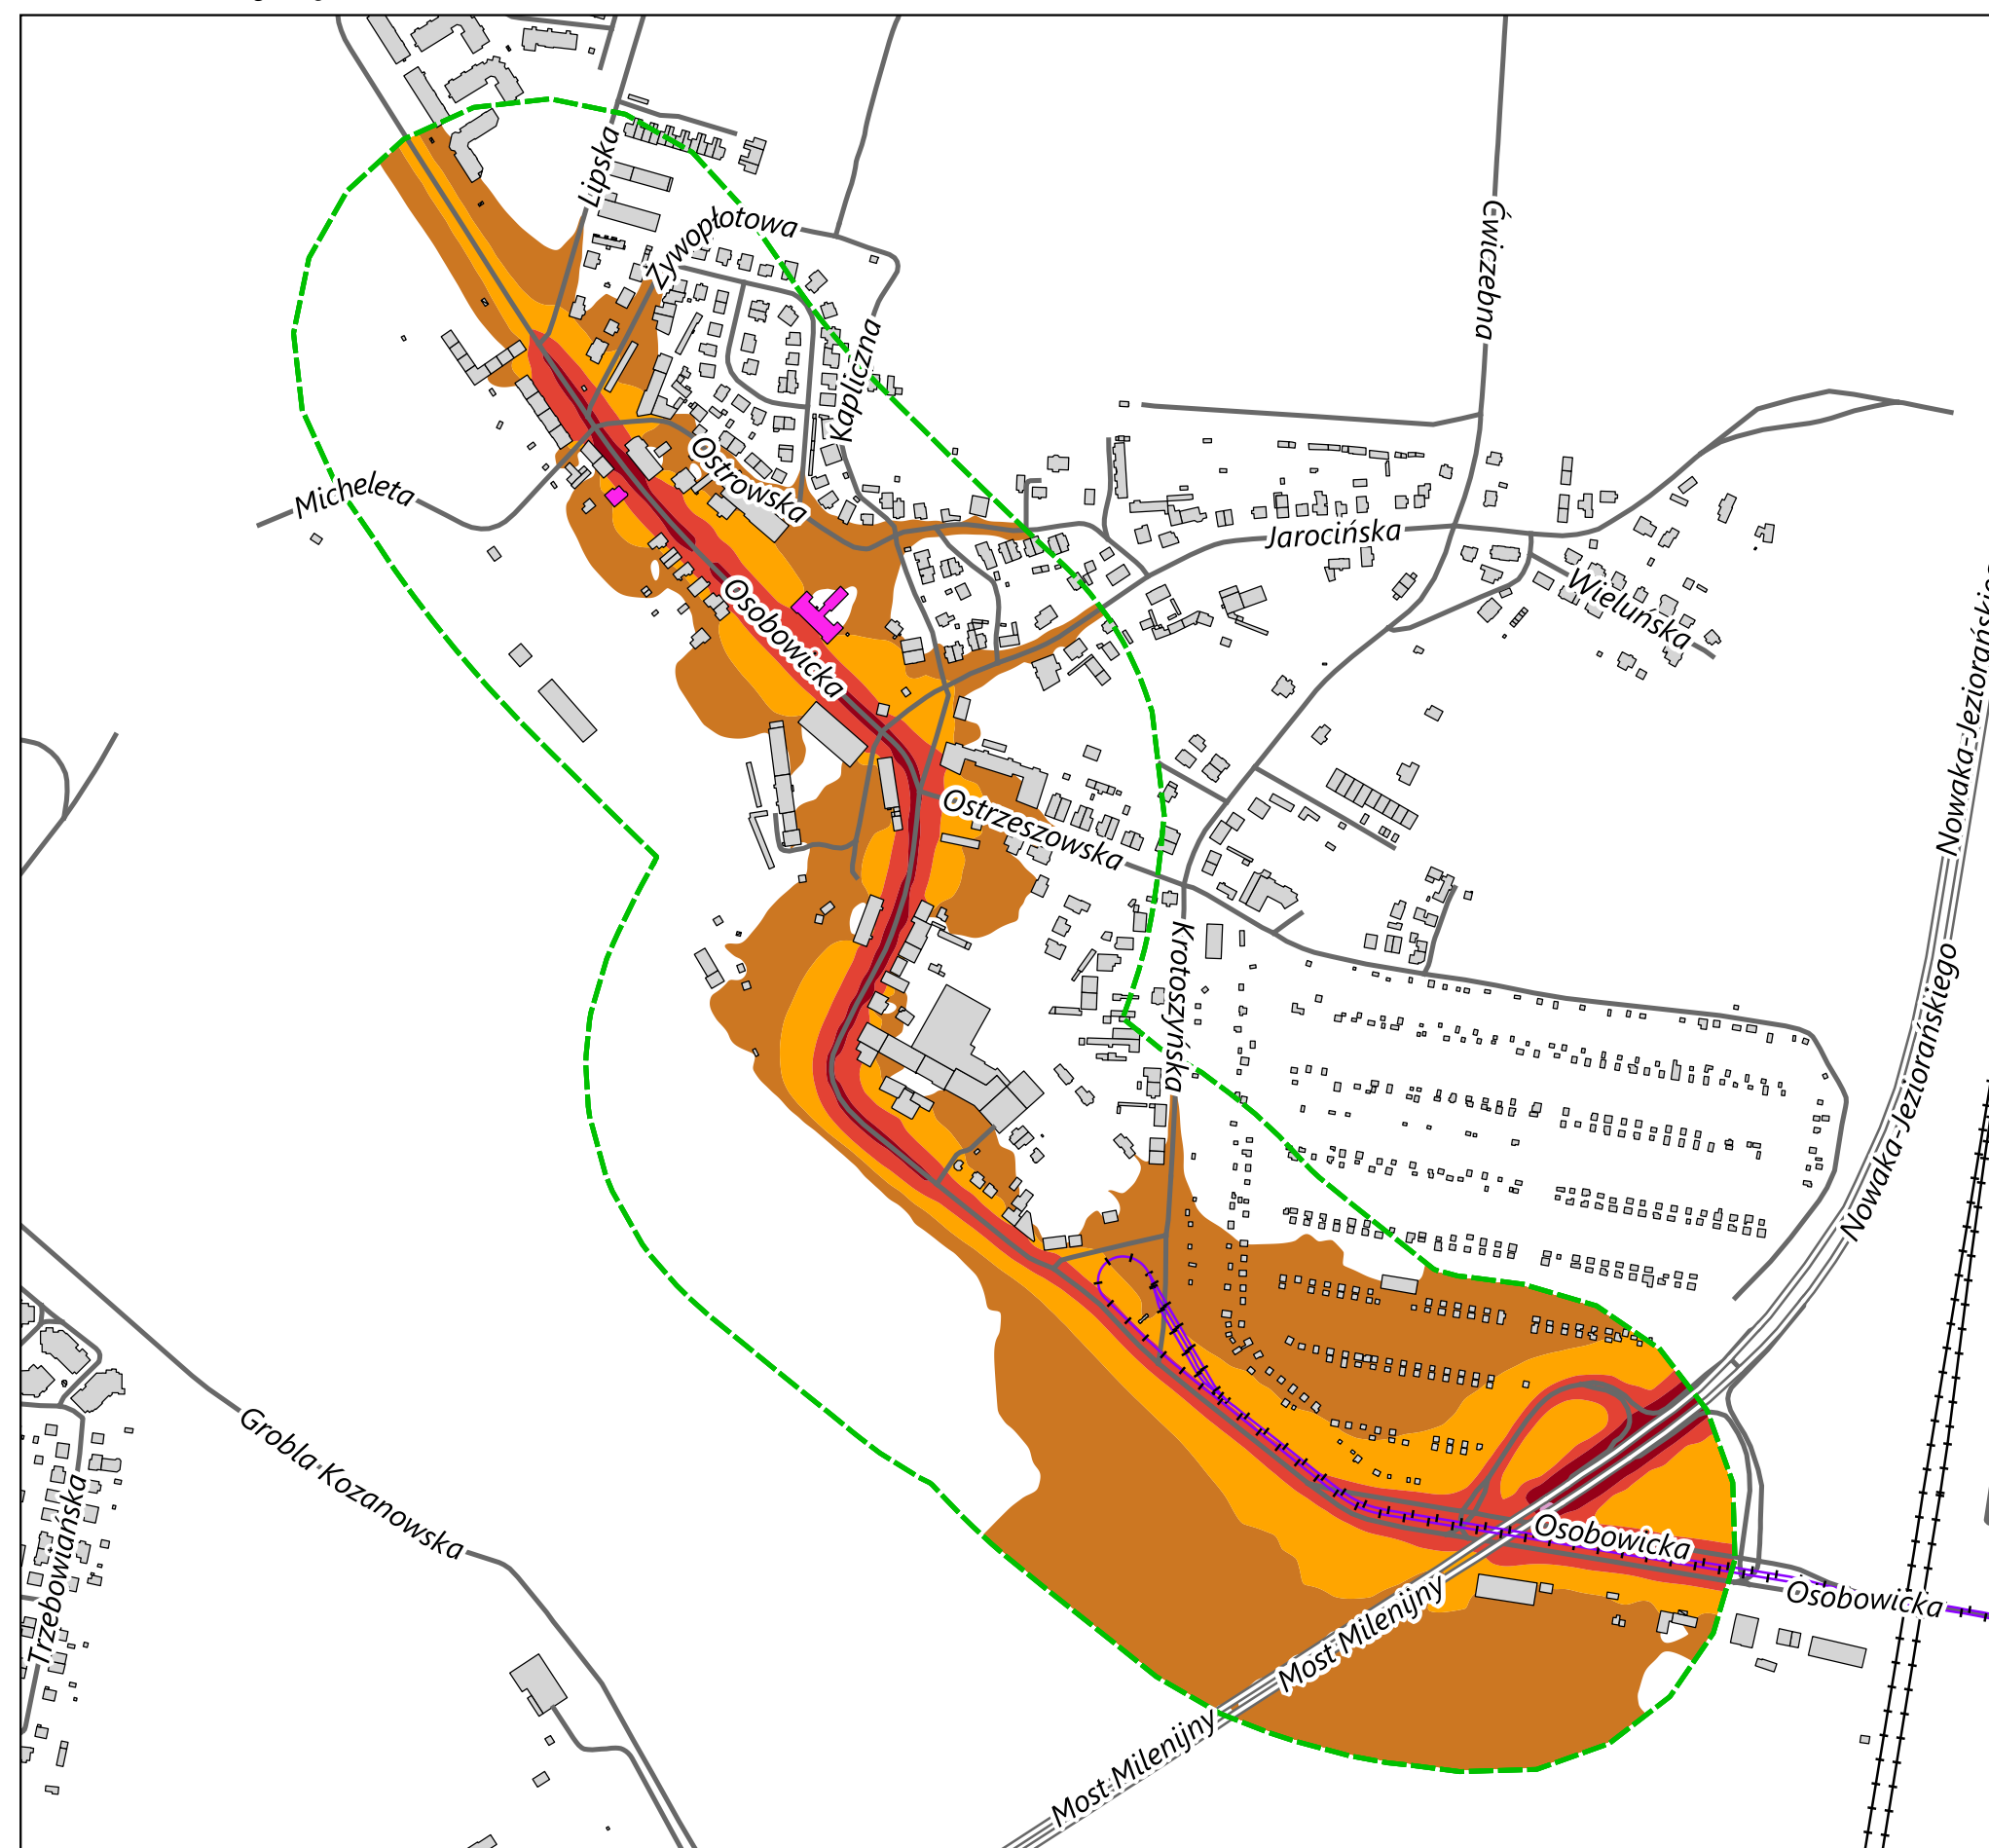 Lipska
Żywopłotowa
Ćwiczebna
Kapliczna
Micheleta
Ostrowska
Jarocińska
Wieluńska
Osobowicka
Nowaka-Jeziorańskiego
Ostrzeszowska
Krotoszyńska
Nowaka-Jeziorańskiego
Grobla Kozanowska
Trzebowiańska
Osobowicka
Osobowicka
Most Milenijny
Most Milenijny